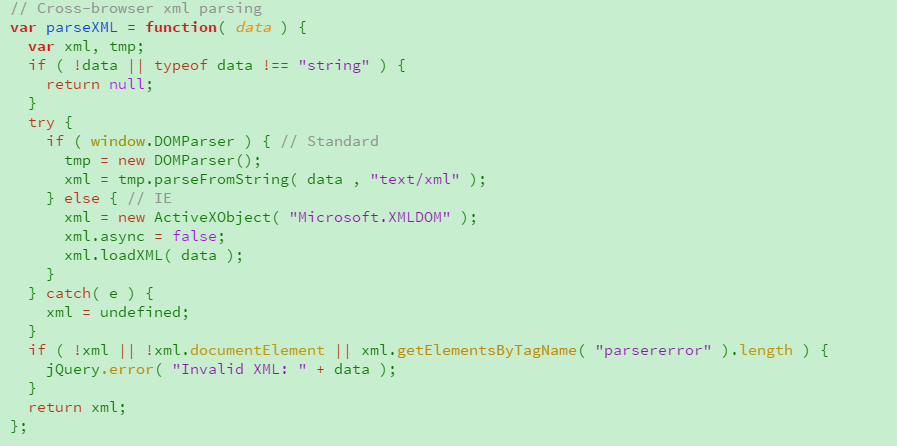 // Cross-browser xml parsing
var parseXML = function( data ) {
  var xml, tmp;
  if ( !data || typeof data !== "string" ) {
    return null;
  }
  try {
    if ( window.DOMParser ) { // Standard
      tmp = new DOMParser();
      xml = tmp.parseFromString( data , "text/xml" );
    } else { // IE
      xml = new ActiveXObject( "Microsoft.XMLDOM" );
      xml.async = false;
      xml.loadXML( data );
    }
  } catch( e ) {
    xml = undefined;
  }
  if ( !xml || !xml.documentElement || xml.getElementsByTagName( "parsererror" ).length ) {
    jQuery.error( "Invalid XML: " + data );
  }
  return xml;
};